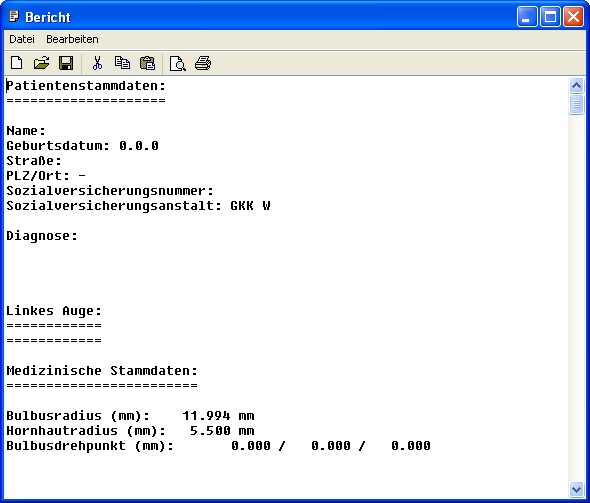 Bericht
Datei Bearbeiten
Patientenstammdaten:
====================
Name:
Geburtsdatum: 0.0.0
Straße:
PLZ/Ort: -
Sozialversicherungsnummer:
Sozialversicherungsanstalt: GKK W
Diagnose:
Linkes Auge:
============
============
Medizinische Stammdaten:
========================
Bulbusradius (mm): 11.994 mm
Hornhautradius (mm): 5.500 mm
Bulbusdrehpunkt (mm): 0.000 / 0.000 / 0.000